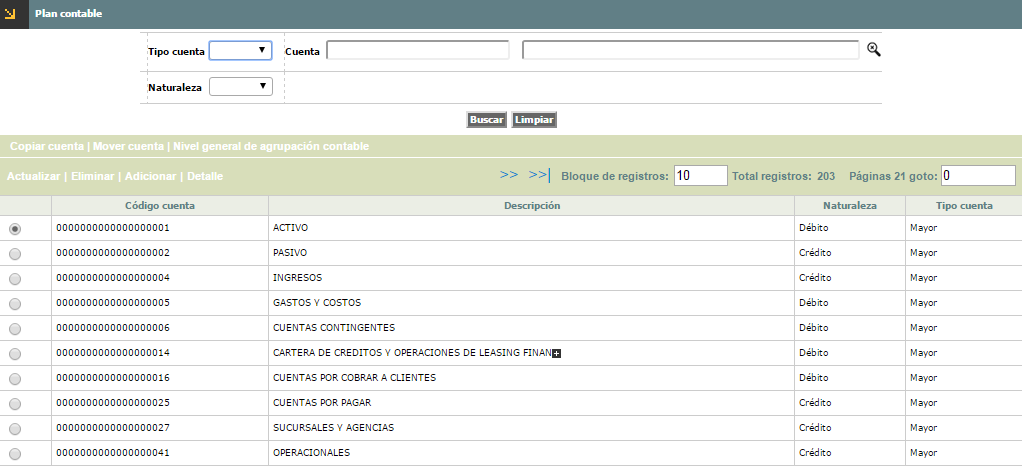 Plan contable
Tipo cuenta Cuenta
Naturaleza
Buscar Limpiar
Copiar cuenta | Mover cuenta | Nivel general de agrupación contable
Actualizar | Eliminar | Adicionar | Detalle >> >>| Bloque de registros: 10 Total registros: 203 Páginas 21 goto: 0
Código cuenta Descripción Naturaleza Tipo cuenta
0000000000000000001 ACTIVO Débito Mayor
0000000000000000002 PASIVO Crédito Mayor
0000000000000000004 INGRESOS Crédito Mayor
0000000000000000005 GASTOS Y COSTOS Débito Mayor
0000000000000000006 CUENTAS CONTINGENTES Débito Mayor
0000000000000000014 CARTERA DE CREDITOS Y OPERACIONES DE LEASING FINAN Débito Mayor
0000000000000000016 CUENTAS POR COBRAR A CLIENTES Débito Mayor
0000000000000000025 CUENTAS POR PAGAR Crédito Mayor
0000000000000000027 SUCURSALES Y AGENCIAS Crédito Mayor
0000000000000000041 OPERACIONALES Crédito Mayor